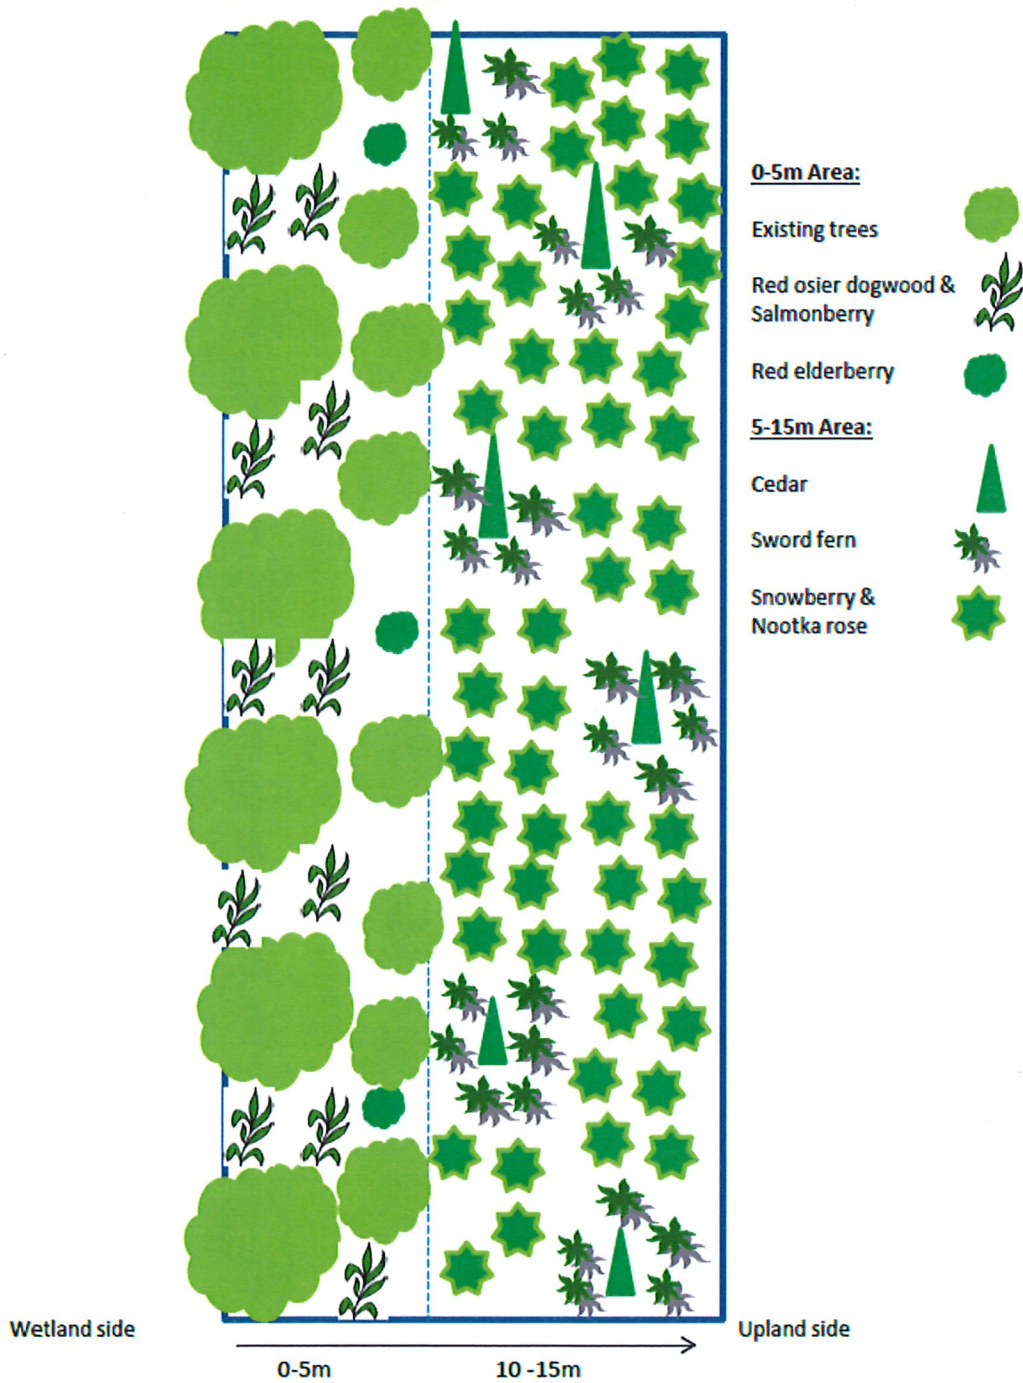 0-5m Area:
Existing trees
Red osier dogwood &
Salmonberry
Red elderberry
5-15m Area:
Cedar
Sword fern
Snowberry &
Nootka rose
Wetland side
Upland side
0-5m
10 -15m